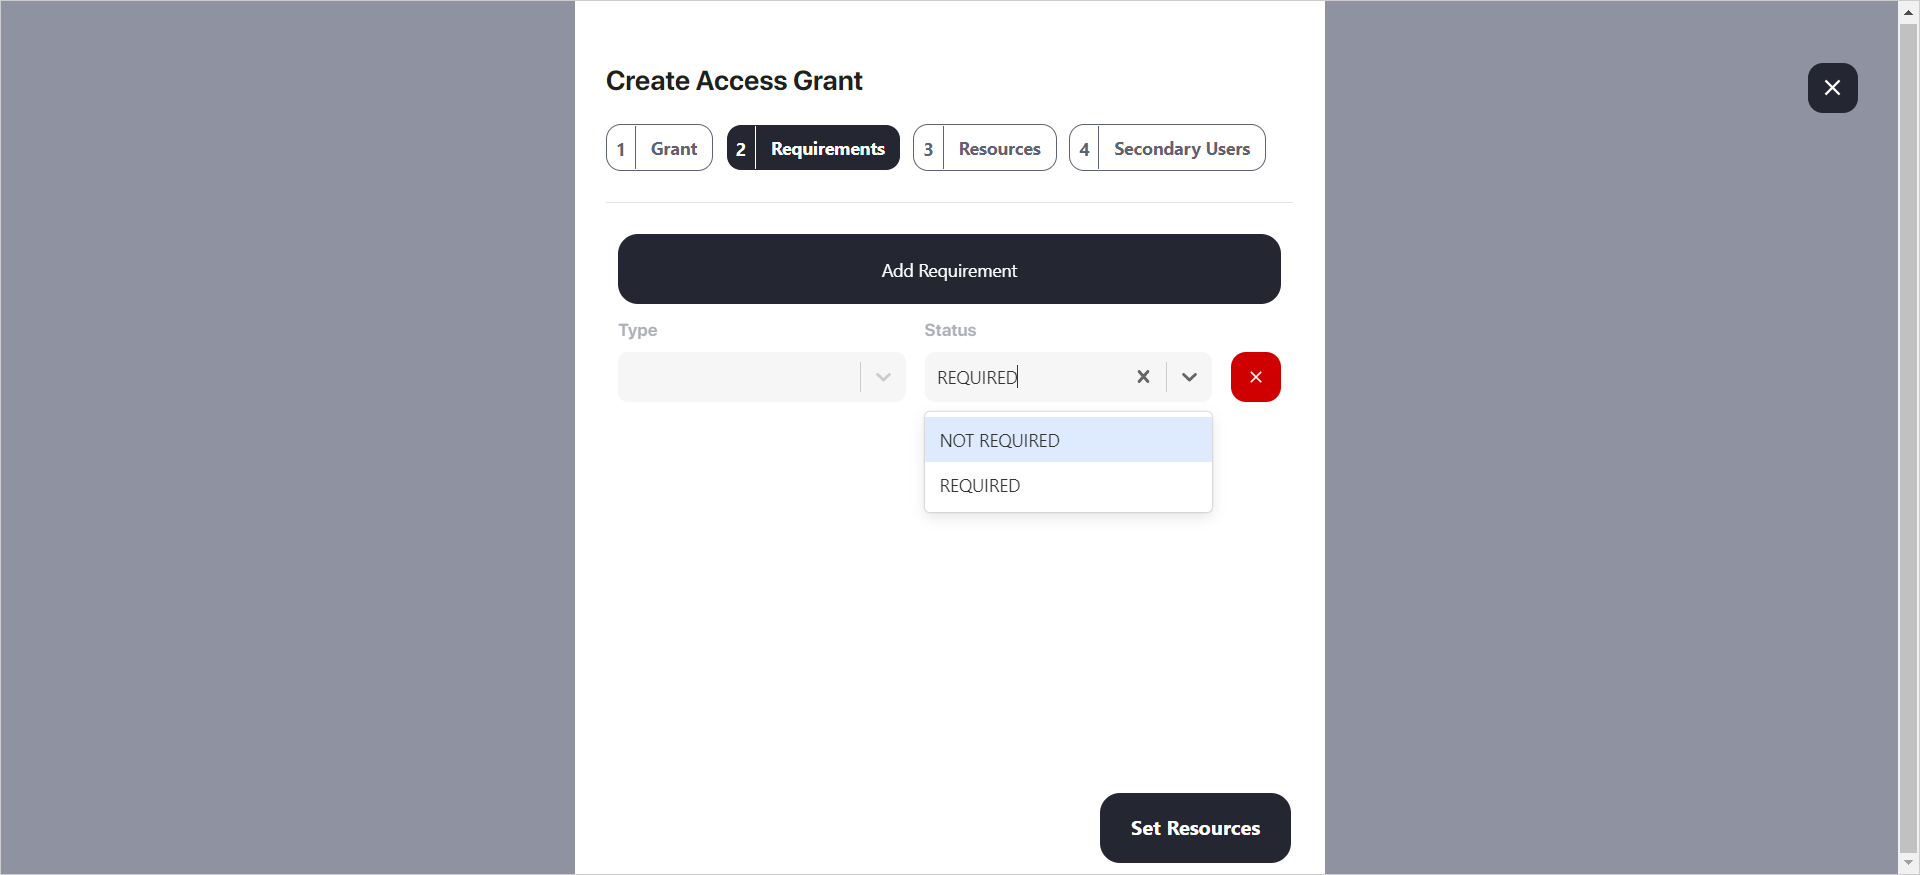 Create Access Grant
1 Grant 2 Requirements 3 Resources 4 Secondary Users
Add Requirement
Type Status
REQUIRED
NOT REQUIRED
REQUIRED
Set Resources